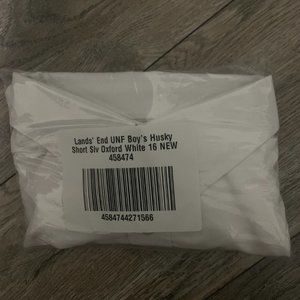 Lands' End UNF Boy's Husky
Short Slv Oxford White 16 NEW
458474
4584744271566